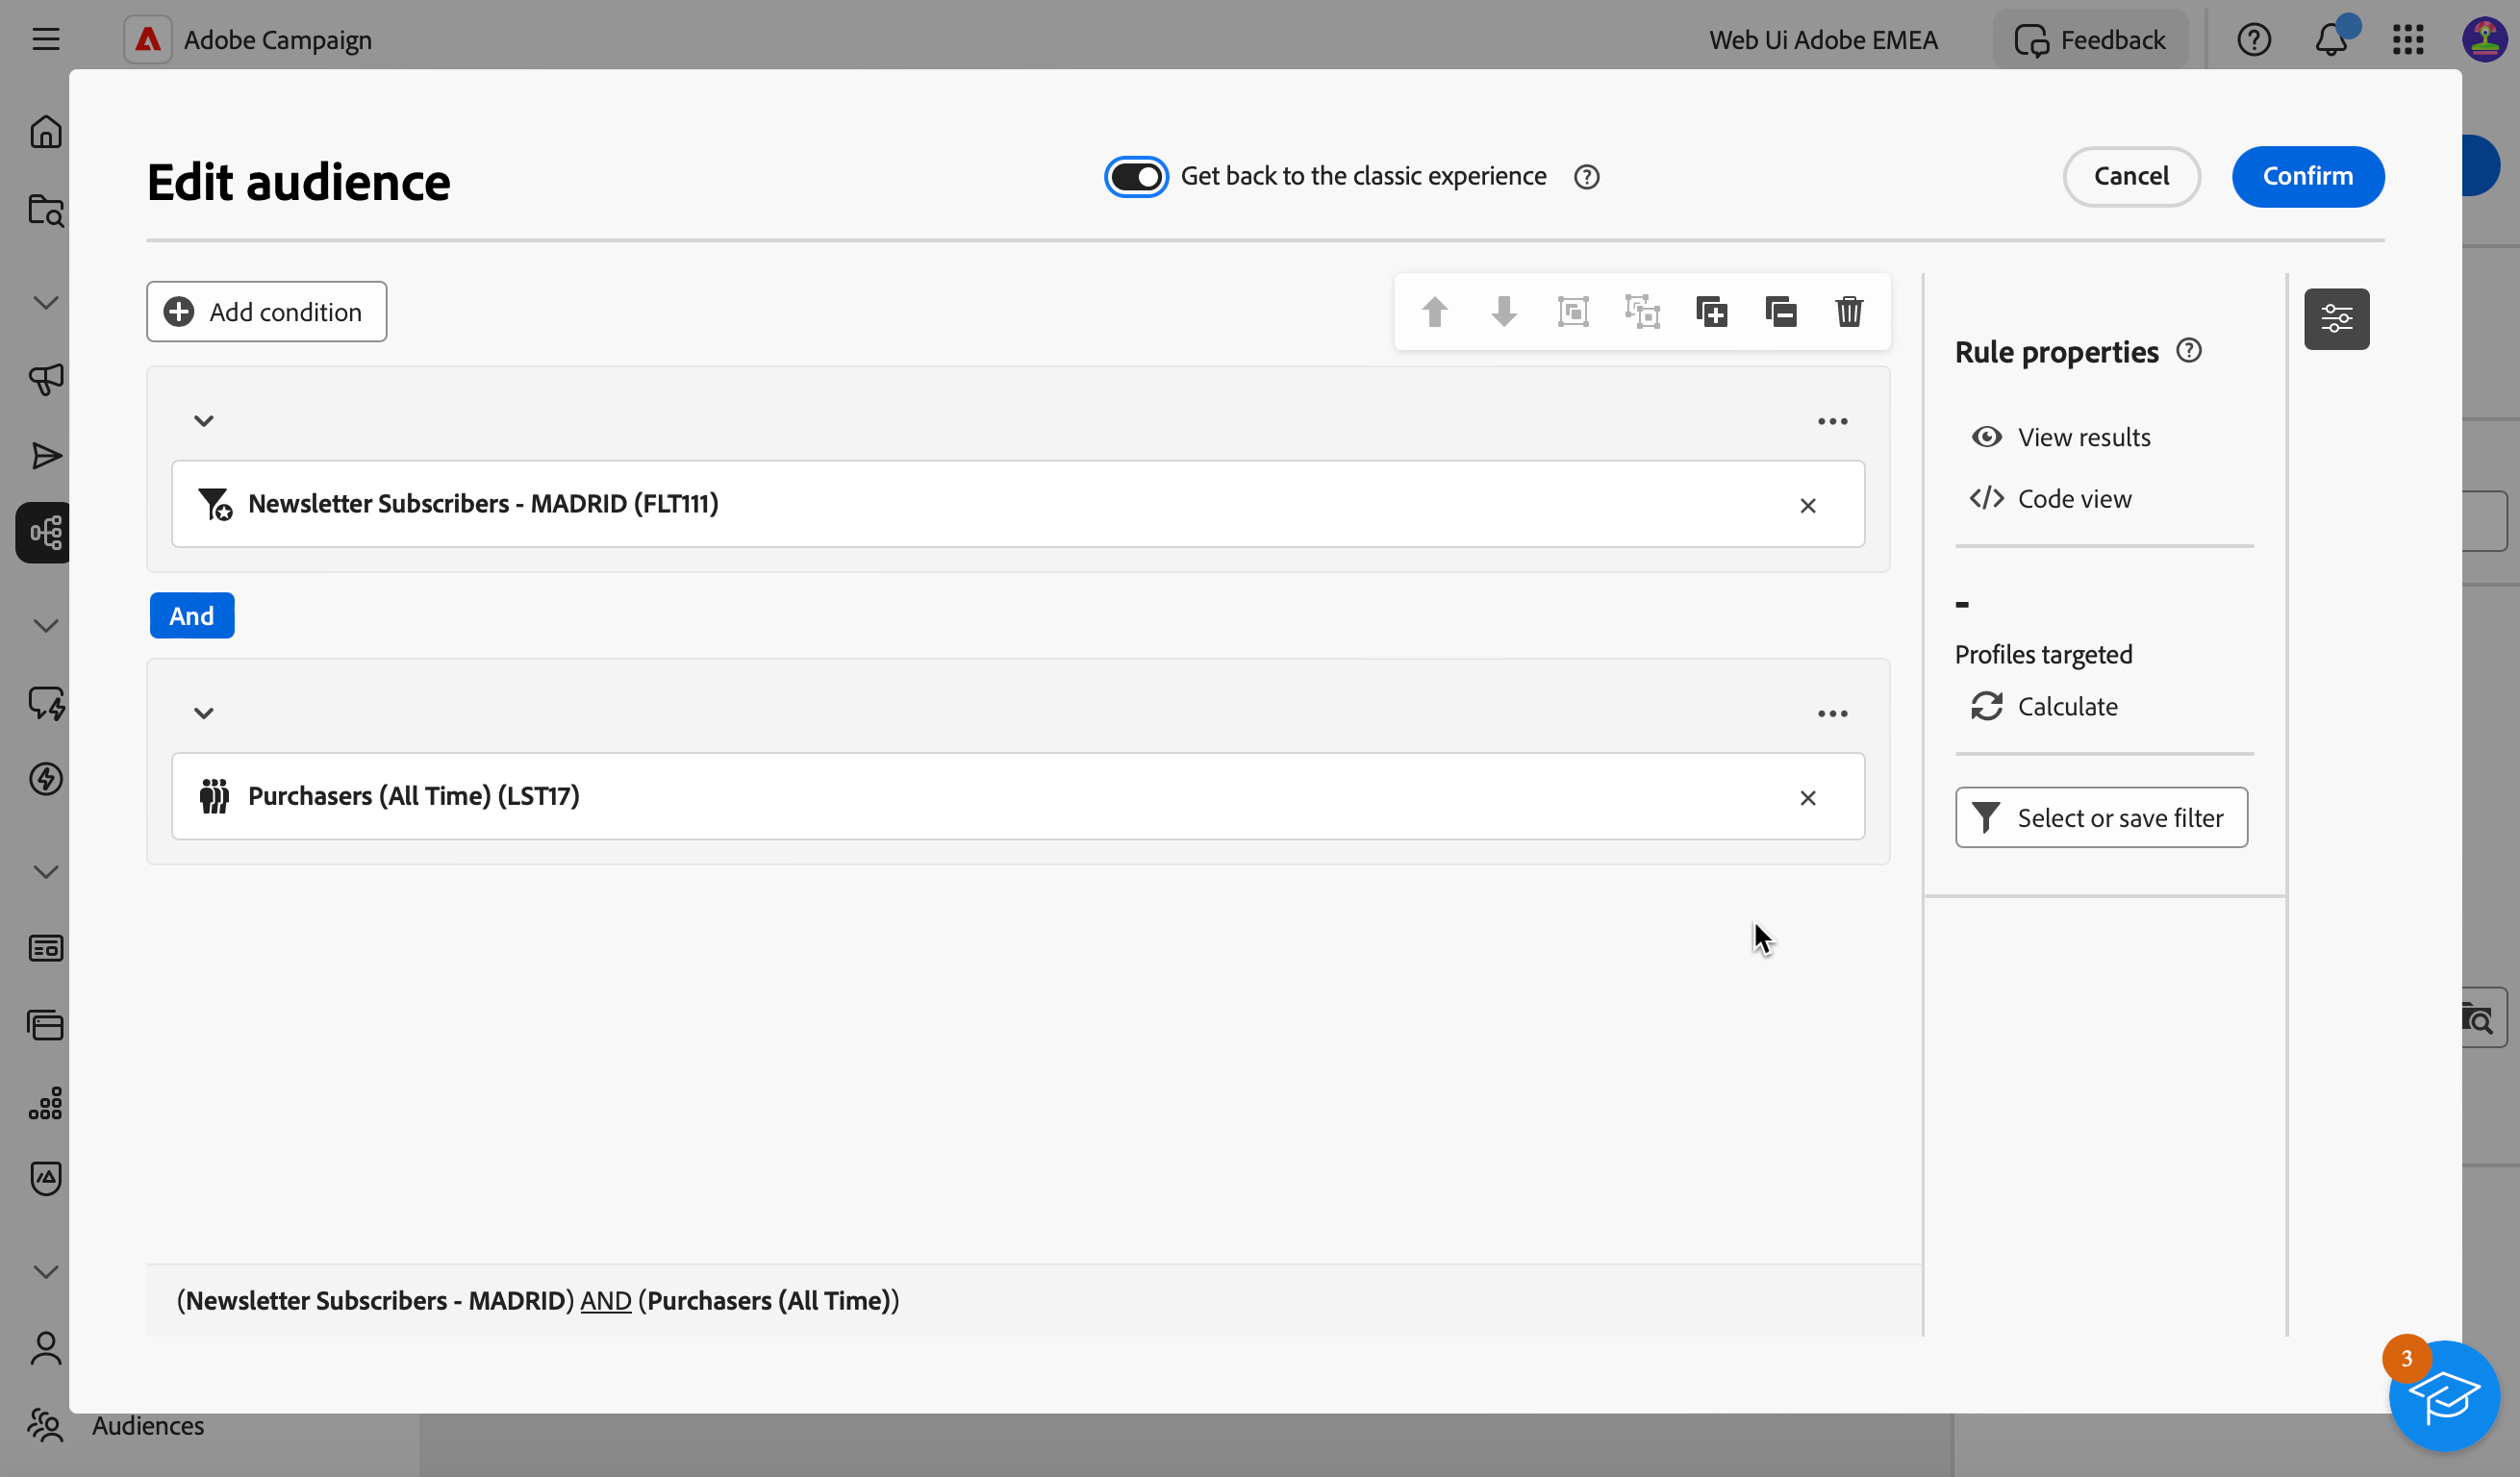 Adobe Campaign
Web Ui Adobe EMEA
Feedback
Edit audience
Get back to the classic experience
Cancel
Confirm
Add condition
Newsletter Subscribers - MADRID (FLT111)
And
Purchasers (All Time) (LST17)
(Newsletter Subscribers - MADRID) AND (Purchasers (All Time))
Rule properties
View results
Code view
-
Profiles targeted
Calculate
Select or save filter
3
Audiences